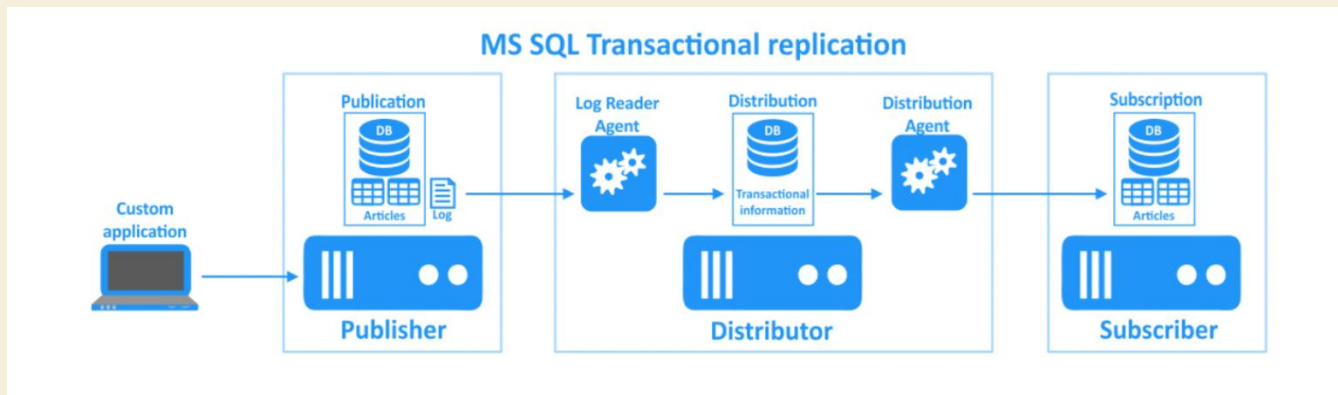 MS SQL Transactional replication
Custom
application
Publication
DB
Articles
Log
Publisher
Log Reader
Agent
Distribution
DB
Transactional
information
Distribution
Agent
Distributor
Subscription
DB
Articles
Subscriber